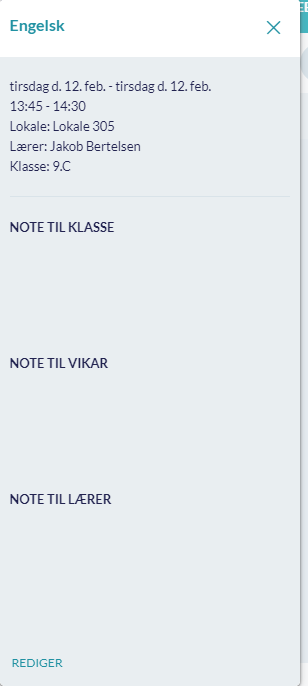 Engelsk
tirsdag d. 12. feb. - tirsdag d. 12. feb.
13:45 - 14:30
Lokale: Lokale 305
Lærer: Jakob Bertelsen
Klasse: 9.C
NOTE TIL KLASSE
NOTE TIL VIKAR
NOTE TIL LÆRER
REDIGER